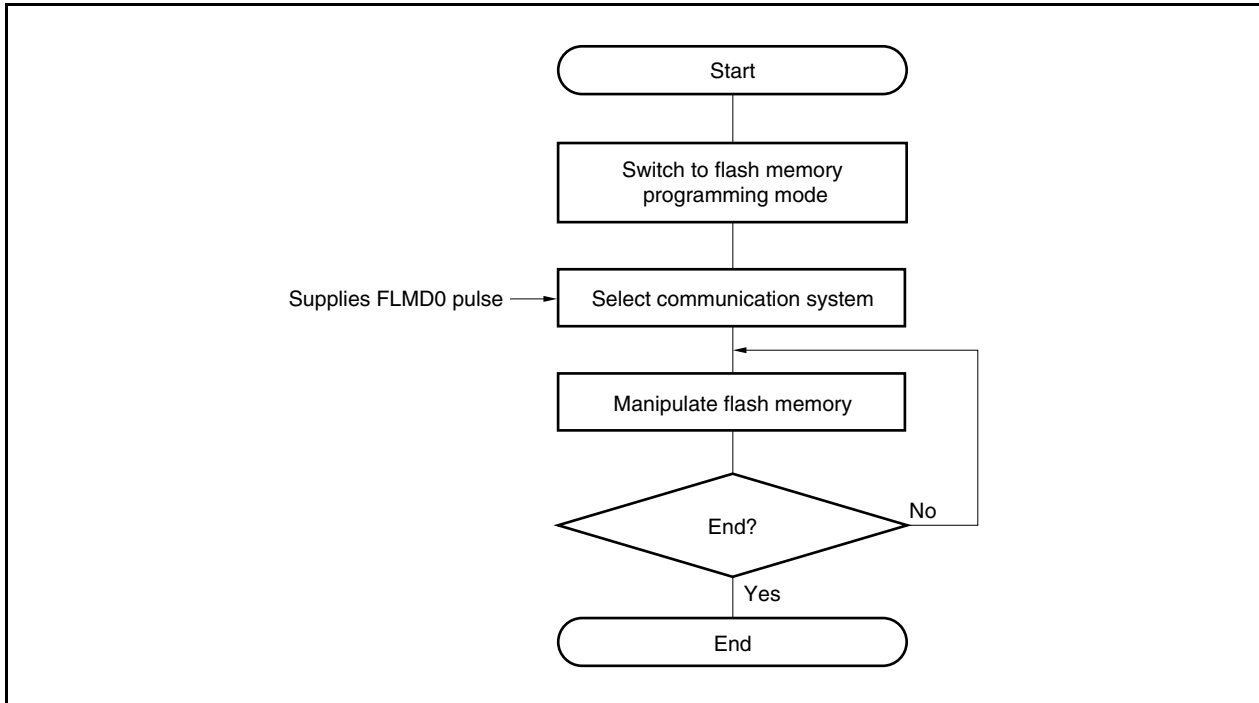 Start
Switch to flash memory
programming mode
Supplies FLMD0 pulse
Select communication system
Manipulate flash memory
End?
No
Yes
End